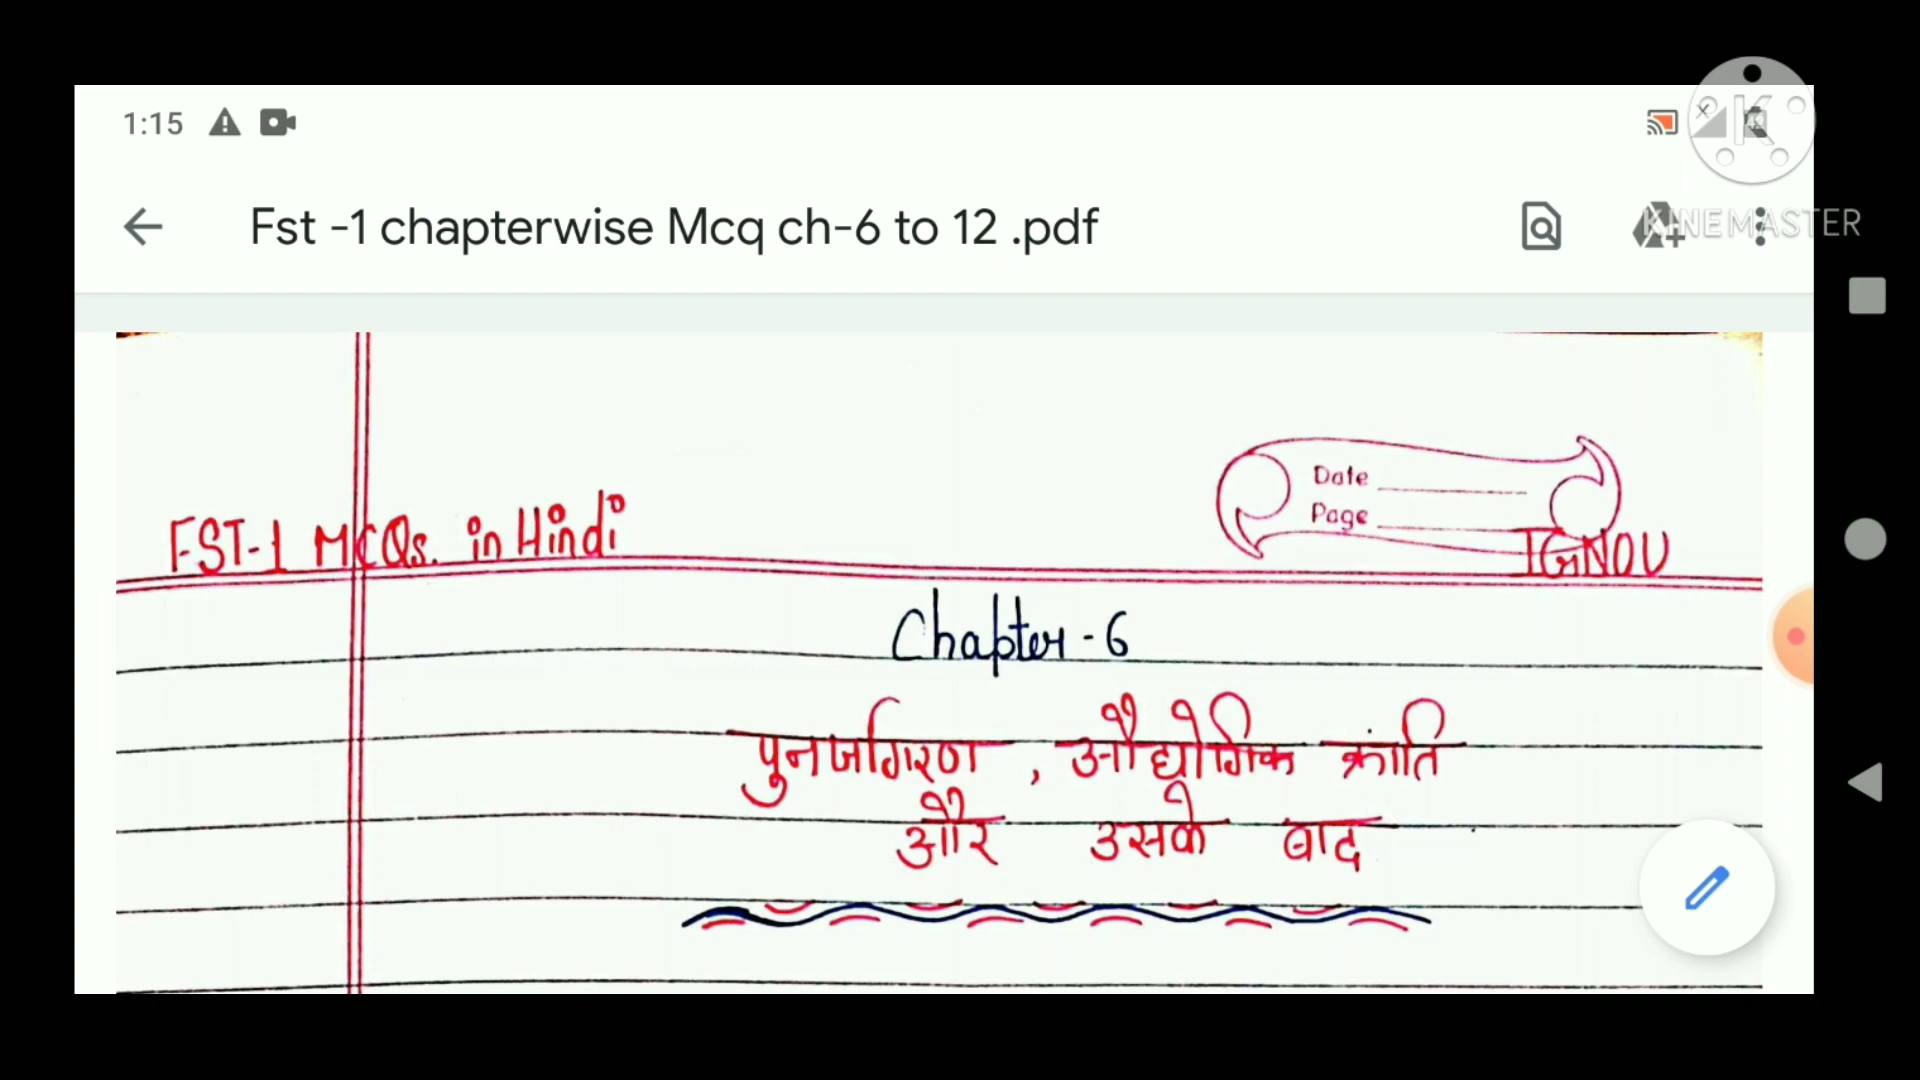 1:15
Fst -1 chapterwise Mcq ch-6 to 12 .pdf
KINEMASTER
Date
Page
FST-1 MCQs. in Hindi
IGNOU
Chapter - 6
पुनर्जागरण, औद्योगिक क्रांति
और उसके बाद